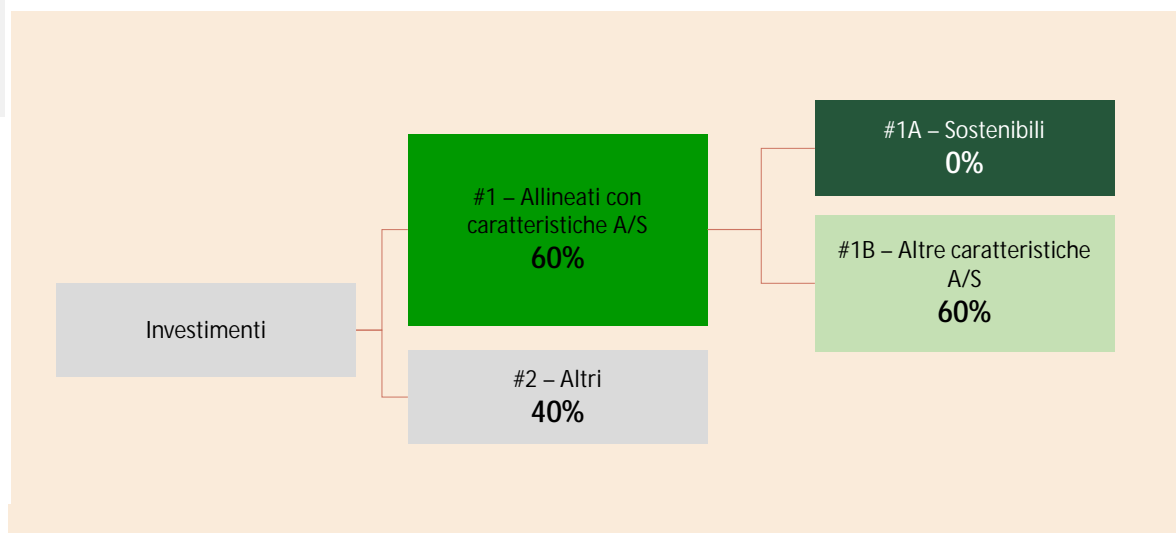 Investimenti
#1 – Allineati con
caratteristiche A/S
60%
#2 – Altri
40%
#1A – Sostenibili
0%
#1B – Altre caratteristiche
A/S
60%